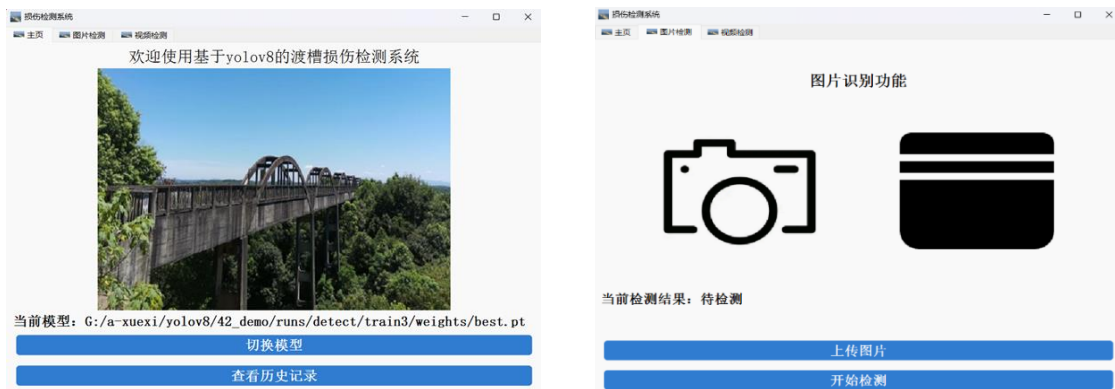 损伤检测系统
主页 图片检测 视频检测
欢迎使用基于yolov8的渡槽损伤检测系统
当前模型：G:/a-xuexi/yolov8/42_demo/runs/detect/train3/weights/best.pt
切换模型
查看历史记录
损伤检测系统
主页 图片检测 视频检测
图片识别功能
当前检测结果：待检测
上传图片
开始检测